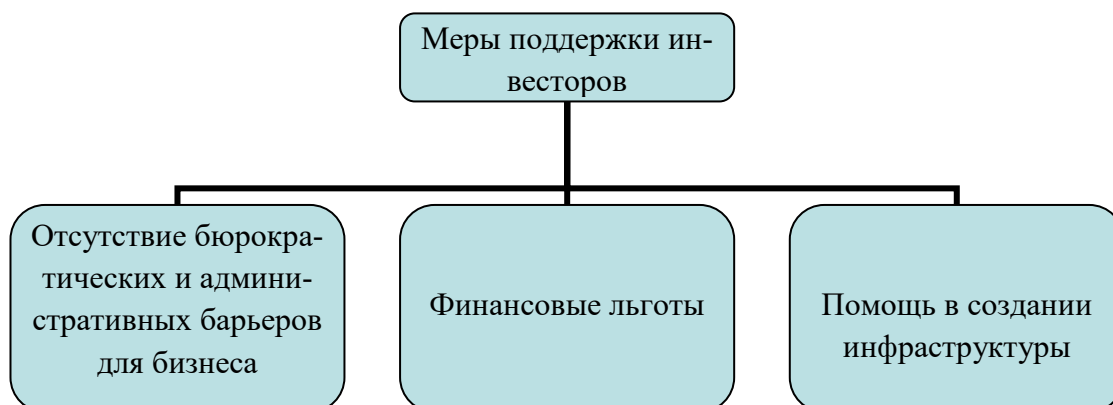 Меры поддержки ин-
весторов
Отсутствие бюрокра-
тических и админи-
стративных барьеров
для бизнеса
Финансовые льготы
Помощь в создании
инфраструктуры